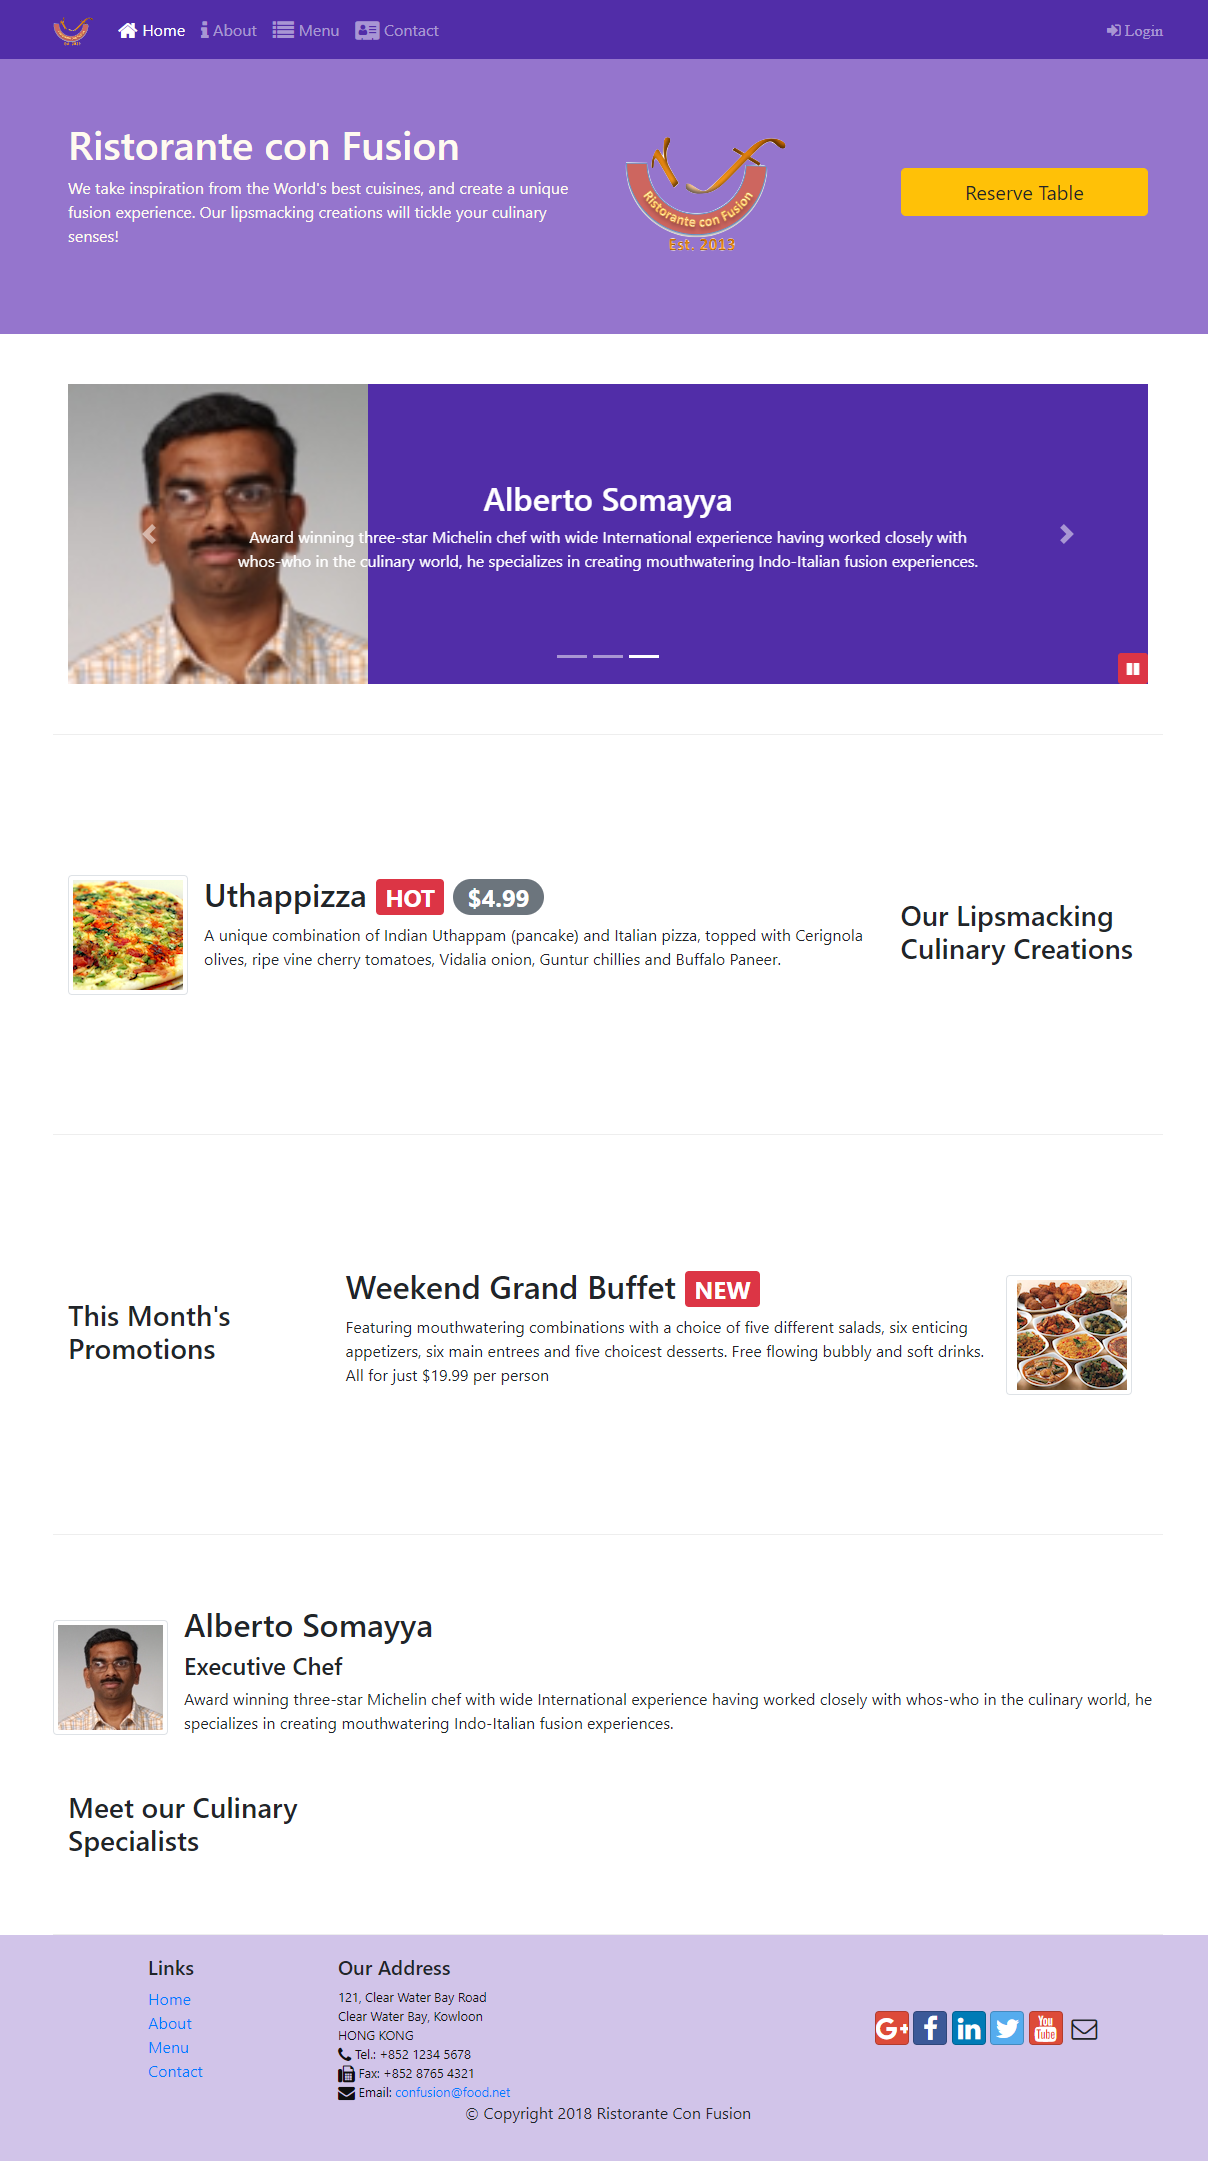 Home About Menu Contact Login
Ristorante con Fusion
We take inspiration from the World's best cuisines, and create a unique
fusion experience. Our lipsmacking creations will tickle your culinary
senses!
Ristorante con Fusion
Est. 2013
Reserve Table
Alberto Somayya
Award winning three-star Michelin chef with wide International experience having worked closely with
whos-who in the culinary world, he specializes in creating mouthwatering Indo-Italian fusion experiences.
Uthappizza HOT $4.99
A unique combination of Indian Uthappam (pancake) and Italian pizza, topped with Cerignola
olives, ripe vine cherry tomatoes, Vidalia onion, Guntur chillies and Buffalo Paneer.
Our Lipsmacking
Culinary Creations
This Month's
Promotions
Weekend Grand Buffet NEW
Featuring mouthwatering combinations with a choice of five different salads, six enticing
appetizers, six main entrees and five choicest desserts. Free flowing bubbly and soft drinks.
All for just $19.99 per person
Alberto Somayya
Executive Chef
Award winning three-star Michelin chef with wide International experience having worked closely with whos-who in the culinary world, he
specializes in creating mouthwatering Indo-Italian fusion experiences.
Meet our Culinary
Specialists
Links
Home
About
Menu
Contact
Our Address
121, Clear Water Bay Road
Clear Water Bay, Kowloon
HONG KONG
Tel.: +852 1234 5678
Fax: +852 8765 4321
Email: confusion@food.net
G+ f in You Tube
© Copyright 2018 Ristorante Con Fusion